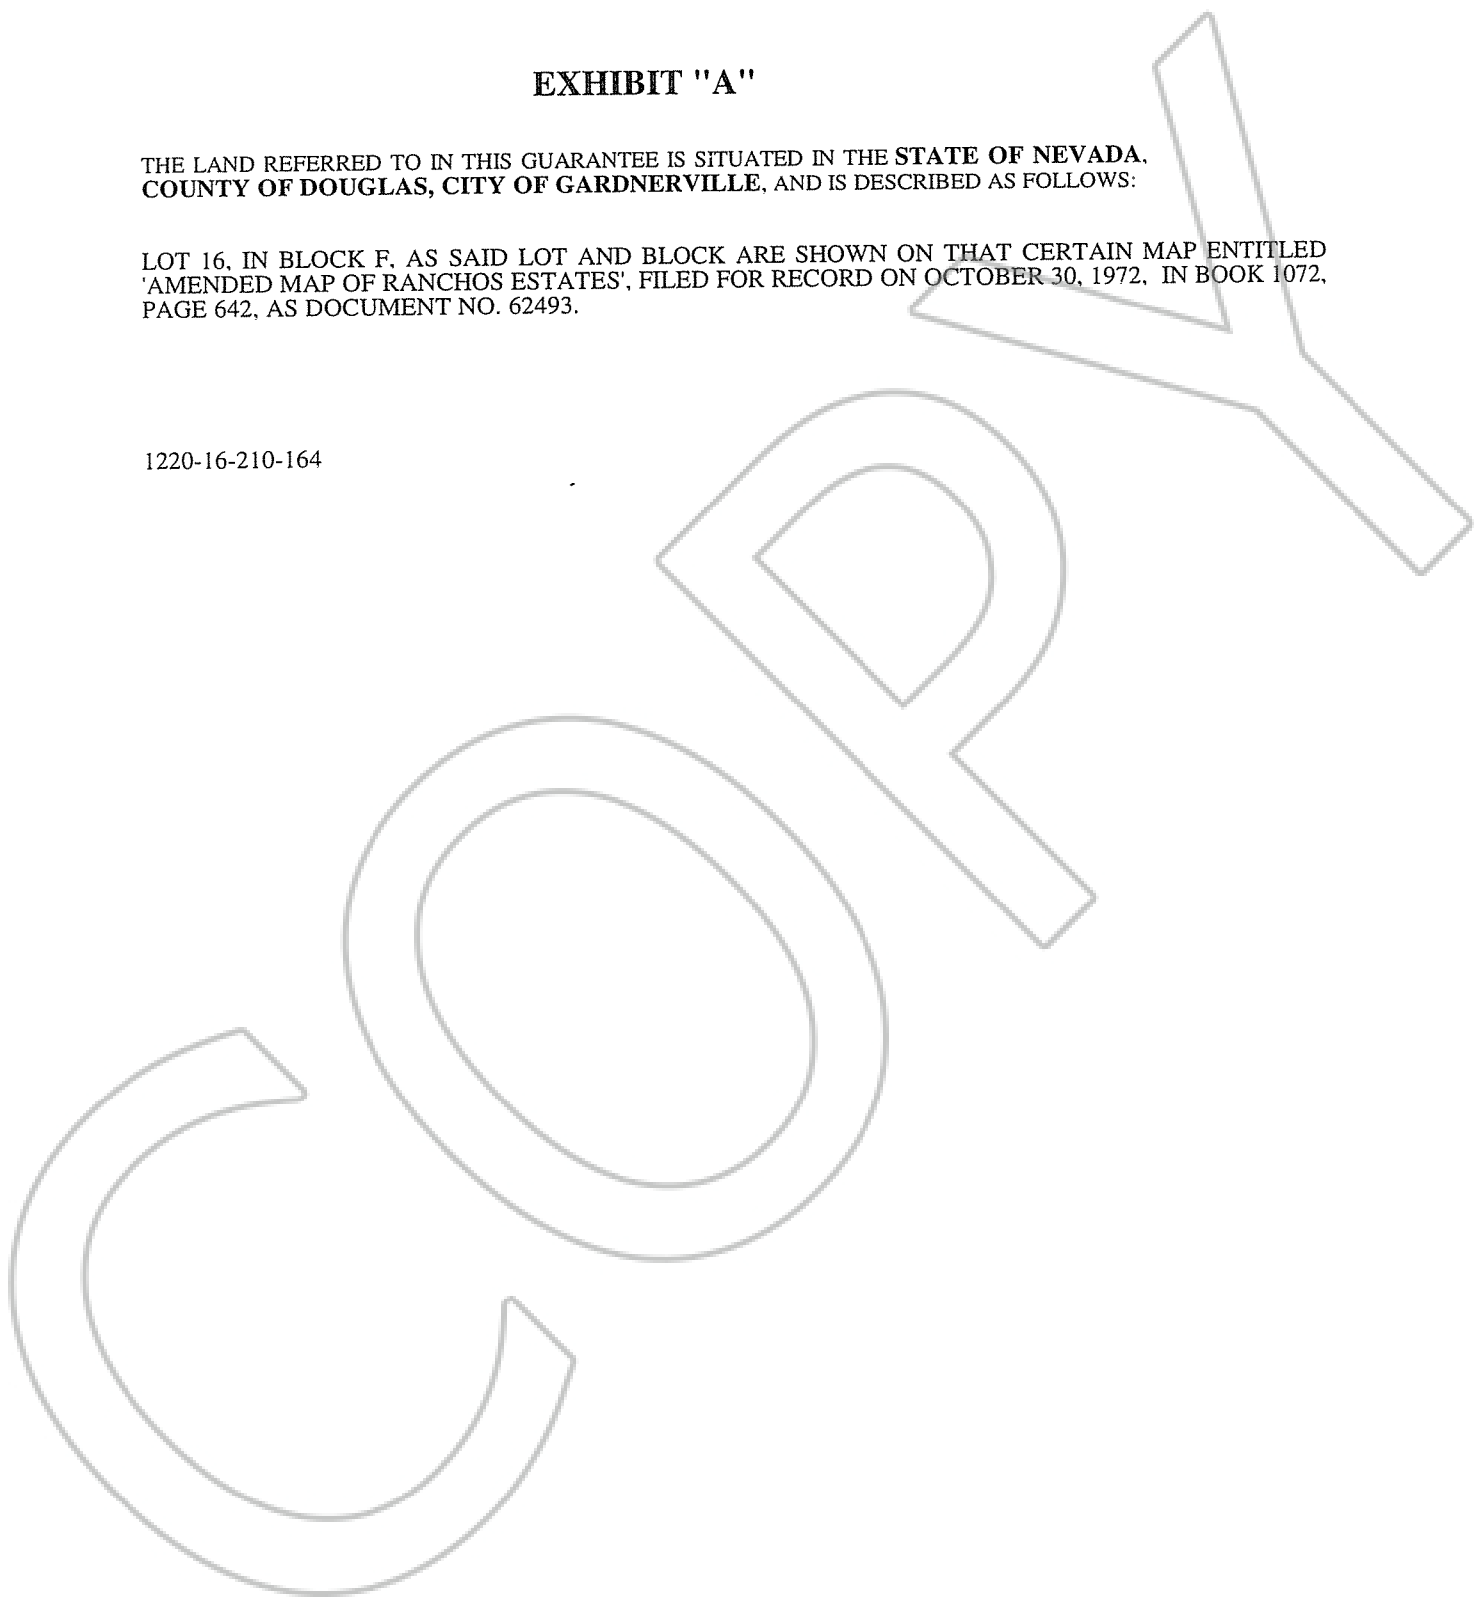 EXHIBIT "A"
THE LAND REFERRED TO IN THIS GUARANTEE IS SITUATED IN THE STATE OF NEVADA,
COUNTY OF DOUGLAS, CITY OF GARDNERVILLE, AND IS DESCRIBED AS FOLLOWS:
LOT 16, IN BLOCK F, AS SAID LOT AND BLOCK ARE SHOWN ON THAT CERTAIN MAP ENTITLED
'AMENDED MAP OF RANCHOS ESTATES', FILED FOR RECORD ON OCTOBER 30, 1972, IN BOOK 1072,
PAGE 642, AS DOCUMENT NO. 62493.
1220-16-210-164
COPY